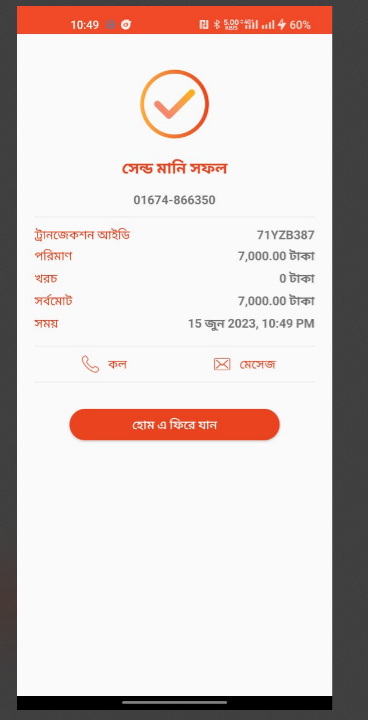 10:49 5.00 KB/S 4G 60%
সেন্ড মানি সফল
01674-866350
ট্রানজেকশন আইডি 71YZB387
পরিমাণ 7,000.00 টাকা
খরচ 0 টাকা
সর্বমোট 7,000.00 টাকা
সময় 15 জুন 2023, 10:49 PM
কল মেসেজ
হোম এ ফিরে যান